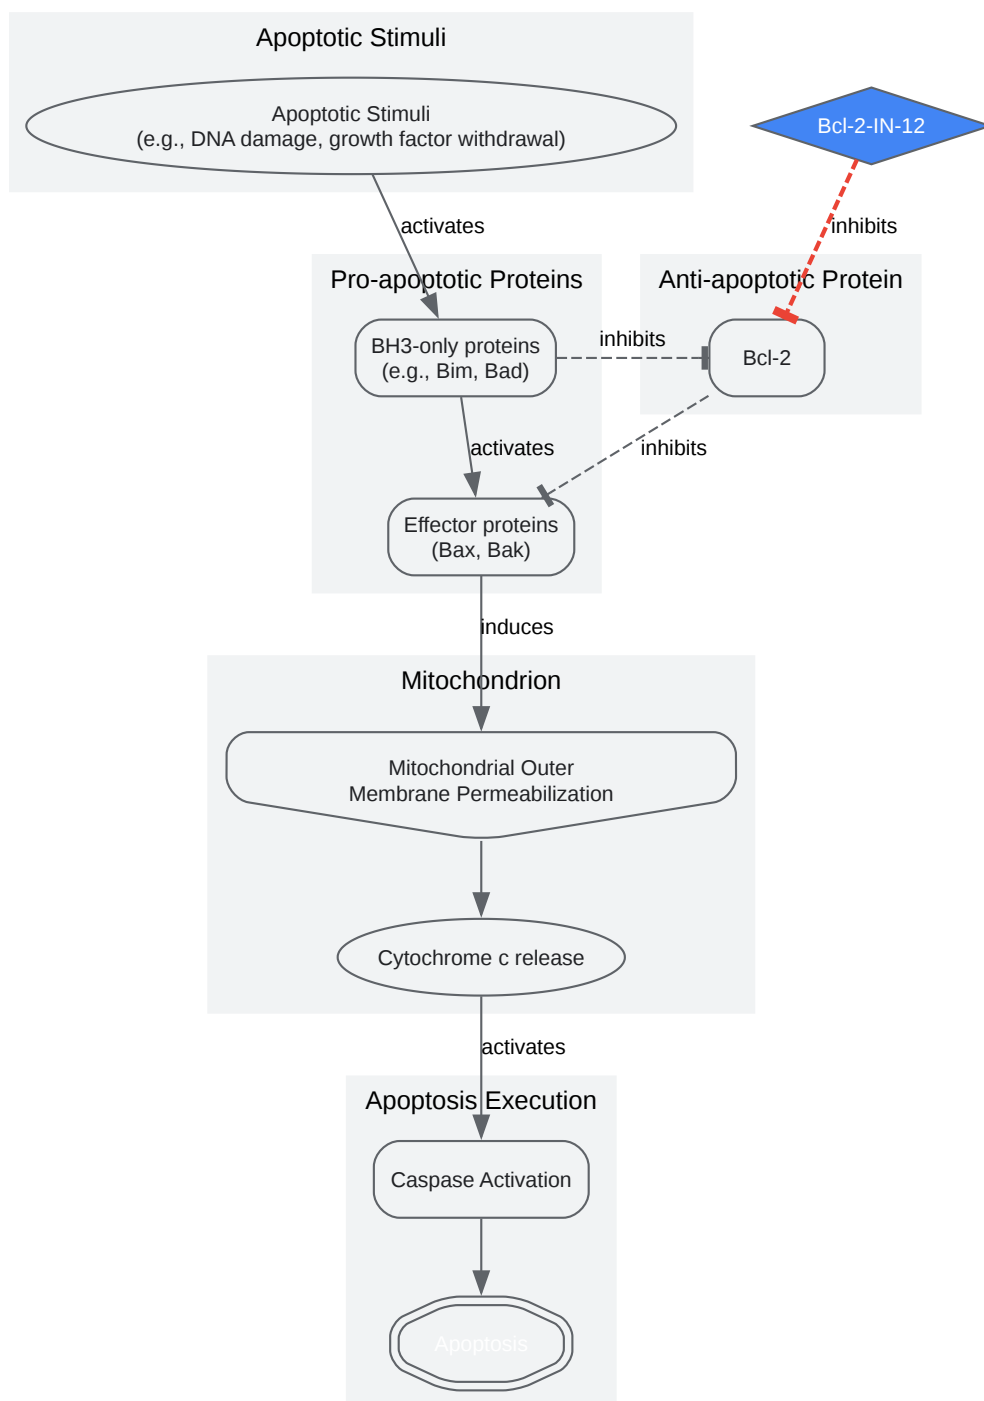 Apoptotic Stimuli
Apoptotic Stimuli
(e.g., DNA damage, growth factor withdrawal)
Bcl-2-IN-12
activates
inhibits
Pro-apoptotic Proteins
Anti-apoptotic Protein
BH3-only proteins
(e.g., Bim, Bad)
inhibits
Bcl-2
activates
inhibits
Effector proteins
(Bax, Bak)
induces
Mitochondrion
Mitochondrial Outer
Membrane Permeabilization
Cytochrome c release
activates
Apoptosis Execution
Caspase Activation
Apoptosis